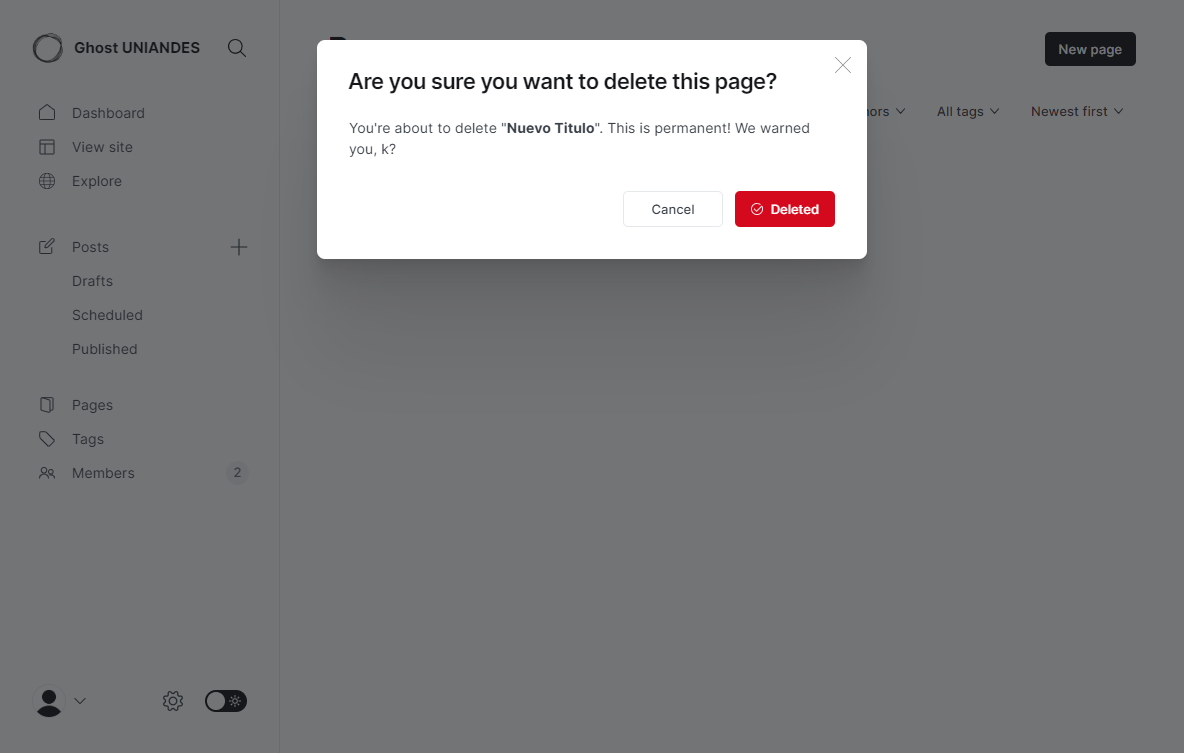 Ghost UNIANDES
Dashboard
View site
Explore
Posts
Drafts
Scheduled
Published
Pages
Tags
Members
2
New page
All tags
Newest first
Are you sure you want to delete this page?
You're about to delete "Nuevo Titulo". This is permanent! We warned
you, k?
Cancel
Deleted